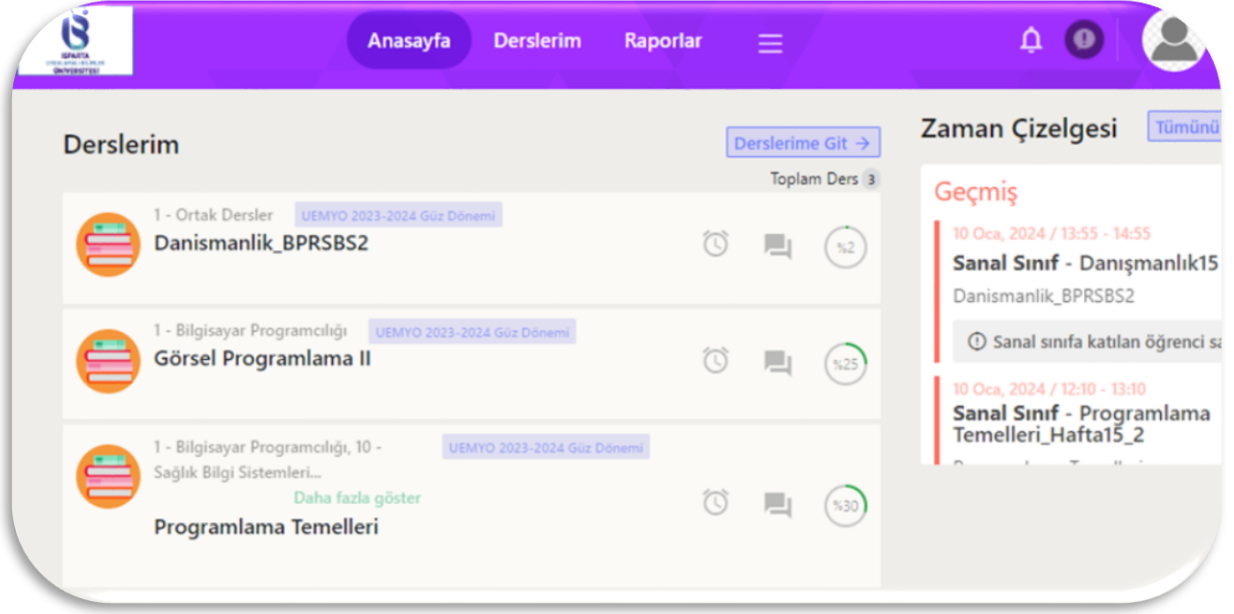 ISPARTA
ÜNİVERSİTESİ
Anasayfa Derslerim Raporlar
Derslerim
Derslerime Git →
Toplam Ders 3
1 - Ortak Dersler UEMYO 2023-2024 Güz Dönemi
Danismanlik_BPRSBS2
%2
1 - Bilgisayar Programcılığı UEMYO 2023-2024 Güz Dönemi
Görsel Programlama II
%25
1 - Bilgisayar Programcılığı, 10 - UEMYO 2023-2024 Güz Dönemi
Sağlık Bilgi Sistemleri...
Daha fazla göster
Programlama Temelleri
%30
Zaman Çizelgesi Tümünü
Geçmiş
10 Oca, 2024 / 13:55 - 14:55
Sanal Sınıf - Danışmanlık15
Danismanlik_BPRSBS2
Sanal sınıfa katılan öğrenci
10 Oca, 2024 / 12:10 - 13:10
Sanal Sınıf - Programlama
Temelleri_Hafta15_2